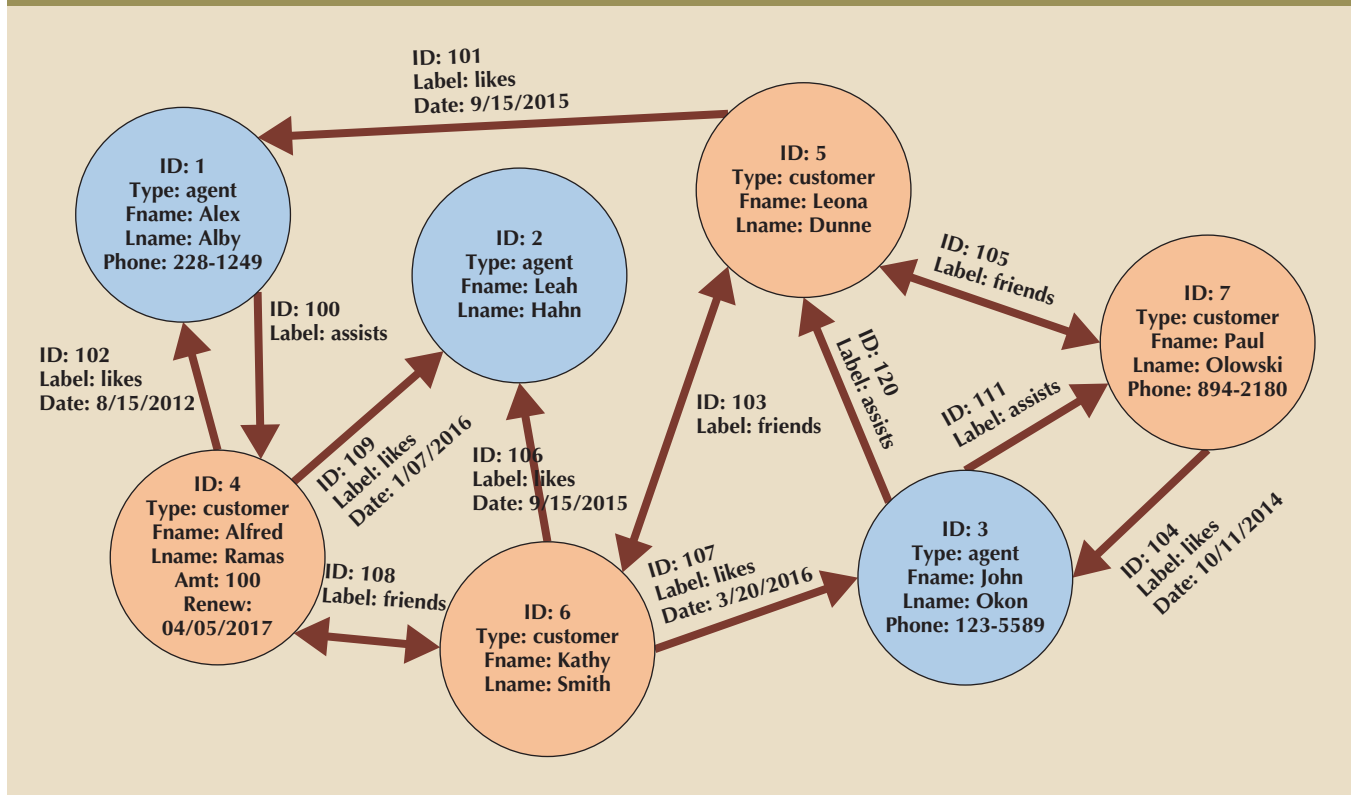 ID: 101
Label: likes
Date: 9/15/2015
ID: 1
Type: agent
Fname: Alex
Lname: Alby
Phone: 228-1249
ID: 2
Type: agent
Fname: Leah
Lname: Hahn
ID: 5
Type: customer
Fname: Leona
Lname: Dunne
ID: 105
Label: friends
ID: 7
Type: customer
Fname: Paul
Lname: Olowski
Phone: 894-2180
ID: 100
Label: assists
ID: 102
Label: likes
Date: 8/15/2012
ID: 109
Label: likes
Date: 1/07/2016
ID: 106
Label: likes
Date: 9/15/2015
ID: 103
Label: friends
ID: 120
Label: assists
ID: 111
Label: assists
ID: 4
Type: customer
Fname: Alfred
Lname: Ramas
Amt: 100
Renew:
04/05/2017
ID: 108
Label: friends
ID: 6
Type: customer
Fname: Kathy
Lname: Smith
ID: 107
Label: likes
Date: 3/20/2016
ID: 3
Type: agent
Fname: John
Lname: Okon
Phone: 123-5589
ID: 104
Label: likes
Date: 10/11/2014